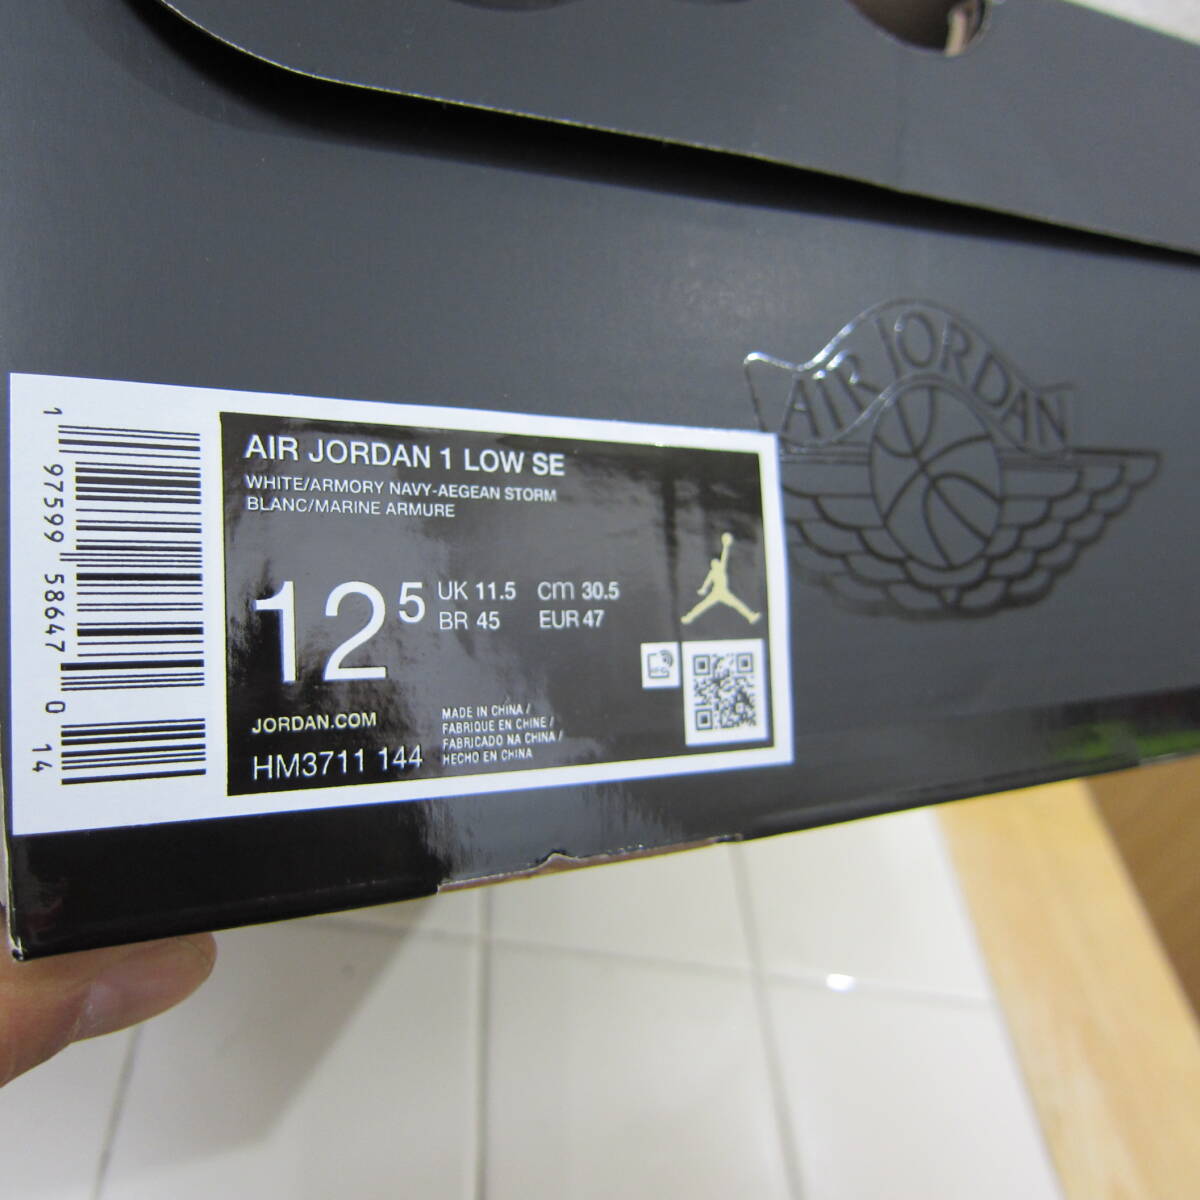 AIR JORDAN
AIR JORDAN 1 LOW SE
WHITE/ARMORY NAVY-AEGEAN STORM
BLANC/MARINE ARMURE
12 5
UK 11.5 cm 30.5
BR 45 EUR 47
JORDAN.COM
HM3711 144
MADE IN CHINA /
FABRIQUE EN CHINE /
FABRICADO NA CHINA /
HECHO EN CHINA
1 97599 58647 0 14